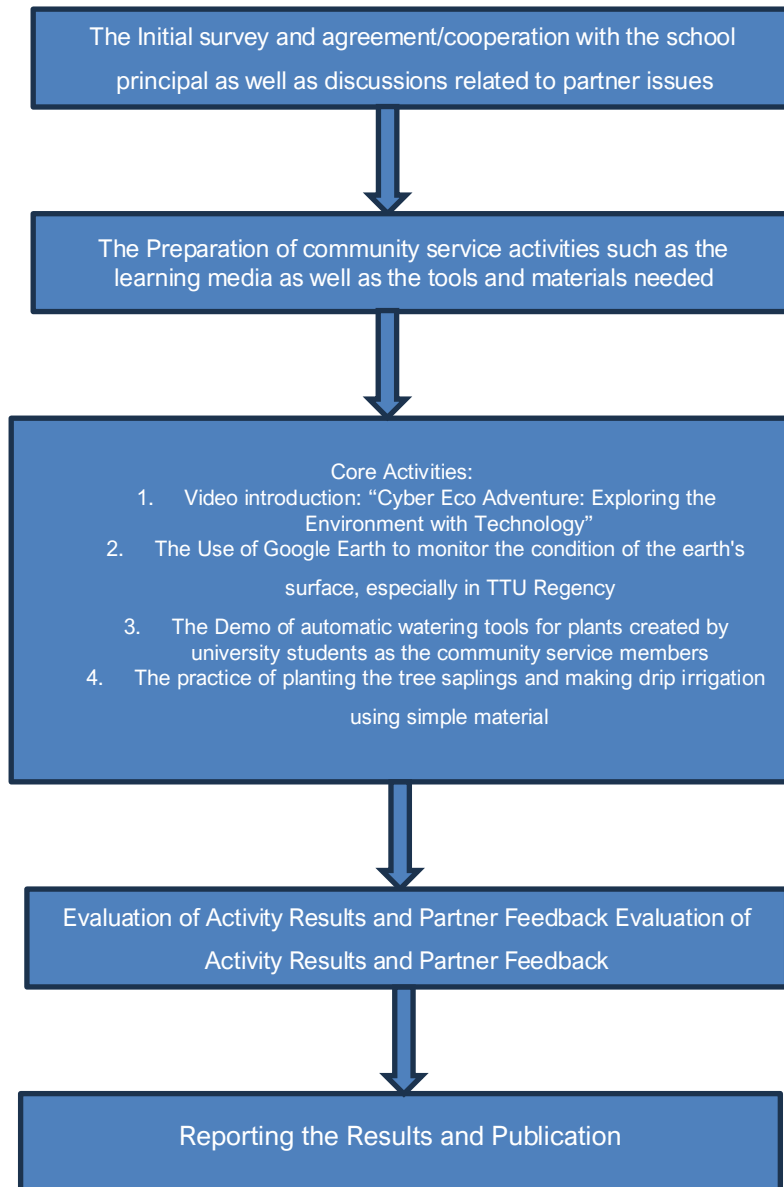 The Initial survey and agreement/cooperation with the school
principal as well as discussions related to partner issues
The Preparation of community service activities such as the
learning media as well as the tools and materials needed
Core Activities:
1. Video introduction: “Cyber Eco Adventure: Exploring the
Environment with Technology”
2. The Use of Google Earth to monitor the condition of the earth's
surface, especially in TTU Regency
3. The Demo of automatic watering tools for plants created by
university students as the community service members
4. The practice of planting the tree saplings and making drip irrigation
using simple material
Evaluation of Activity Results and Partner Feedback Evaluation of
Activity Results and Partner Feedback
Reporting the Results and Publication